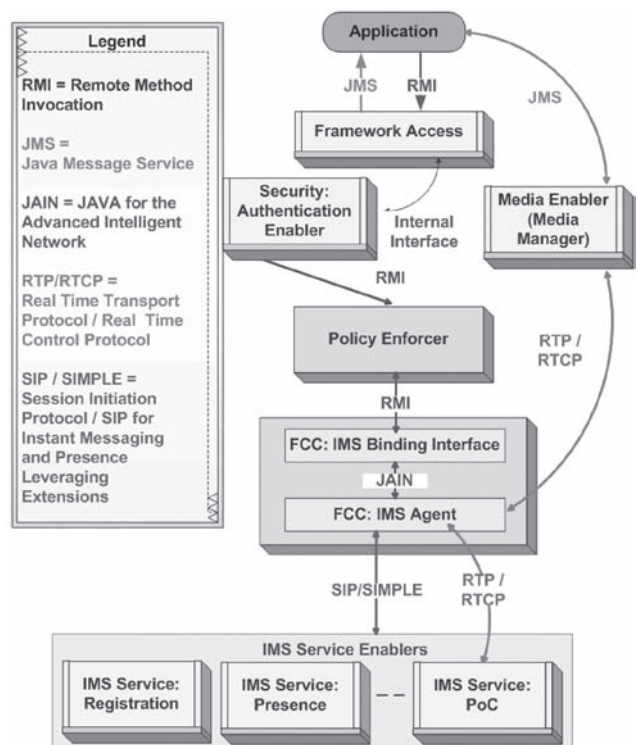 Legend
RMI = Remote Method
Invocation
JMS =
Java Message Service
JAIN = JAVA for the
Advanced Intelligent
Network
RTP/RTCP =
Real Time Transport
Protocol / Real Time
Control Protocol
SIP / SIMPLE =
Session Initiation
Protocol / SIP for
Instant Messaging
and Presence
Leveraging
Extensions
Application
JMS
RMI
JMS
Framework Access
Security:
Authentication
Enabler
Internal
Interface
Media Enabler
(Media
Manager)
RMI
Policy Enforcer
RTP /
RTCP
RMI
FCC: IMS Binding Interface
JAIN
FCC: IMS Agent
SIP/SIMPLE
RTP /
RTCP
IMS Service Enablers
IMS Service:
Registration
IMS Service:
Presence
IMS Service:
PoC